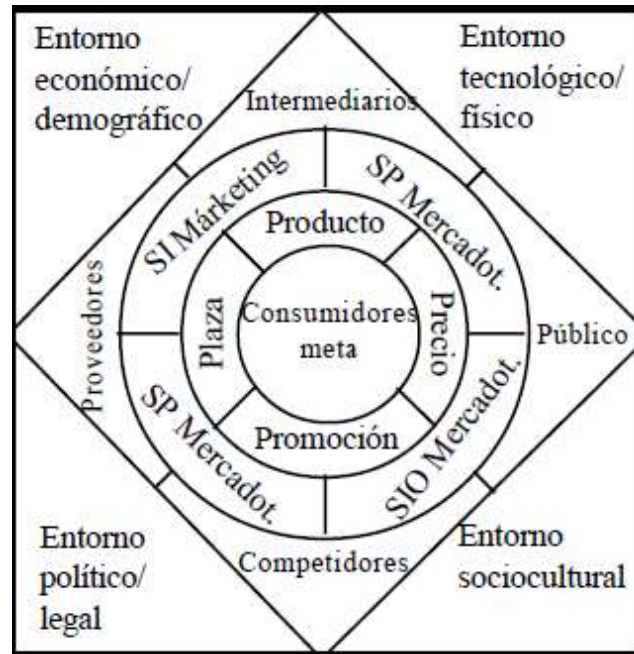 Entorno
económico/
demográfico
Entorno
tecnológico/
físico
Intermediarios
SI Márketing
SP Mercadot.
Producto
Proveedores
Plaza
Consumidores
meta
Precio
Público
SP Mercadot.
Promoción
SIO Mercadot.
Competidores
Entorno
político/
legal
Entorno
sociocultural